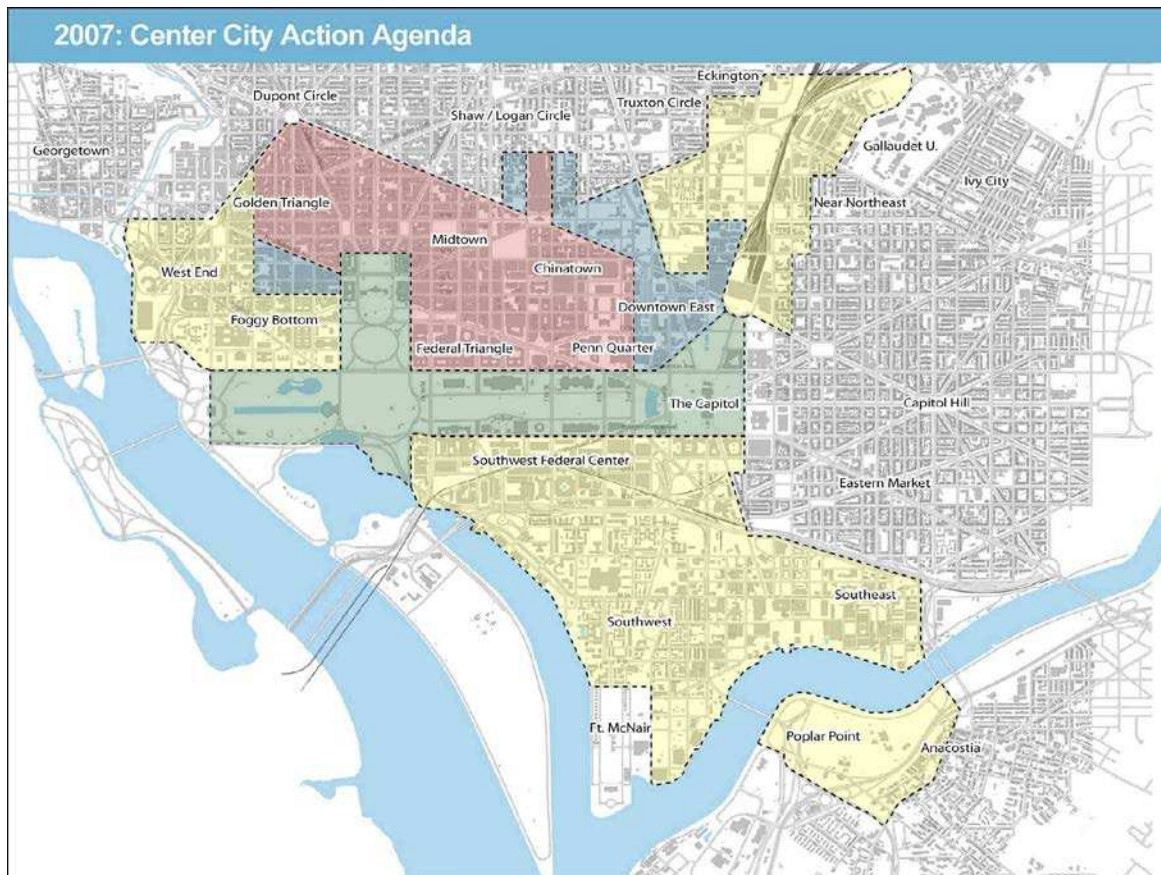 2007: Center City Action Agenda
Eckington
Dupont Circle
Truxton Circle
Shaw / Logan Circle
Georgetown
Gallaudet U.
Ivy City
Golden Triangle
Near Northeast
Midtown
West End
Chinatown
Downtown East
Foggy Bottom
Federal Triangle
Penn Quarter
The Capitol
Capitol Hill
Southwest Federal Center
Eastern Market
Southeast
Southwest
Ft. McNair
Poplar Point
Anacostia